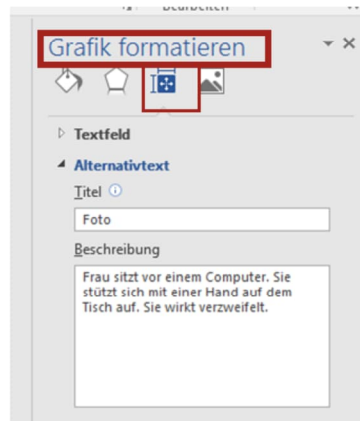 Bearbeiten
Grafik formatieren
Textfeld
Alternativtext
Titel
Foto
Beschreibung
Frau sitzt vor einem Computer. Sie
stützt sich mit einer Hand auf dem
Tisch auf. Sie wirkt verzweifelt.